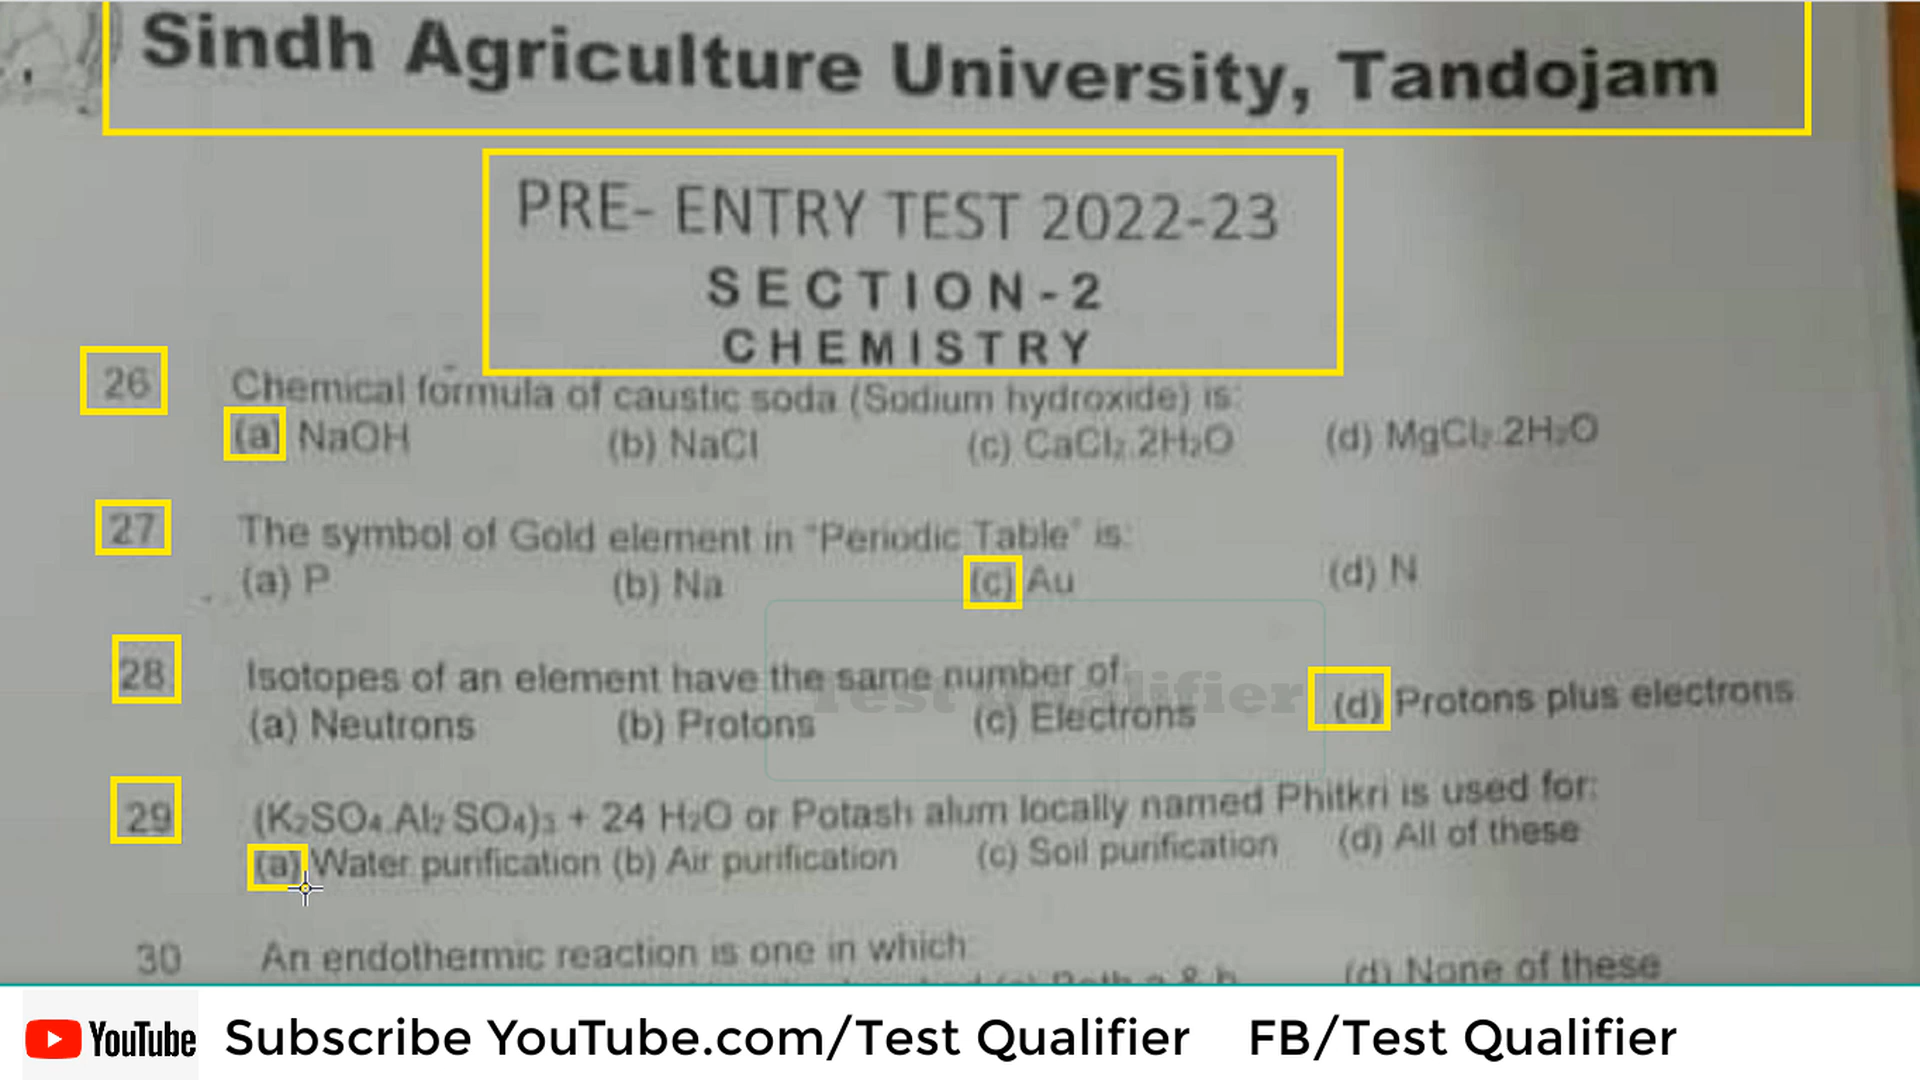 Sindh Agriculture University, Tandojam
PRE- ENTRY TEST 2022-23
SECTION-2
CHEMISTRY
26 Chemical formula of caustic soda (Sodium hydroxide) is:
(a) NaOH (b) NaCl (c) CaCl₂.2H₂O (d) MgCl₂.2H₂O
27 The symbol of Gold element in "Periodic Table" is:
(a) P (b) Na (c) Au (d) N
28 Isotopes of an element have the same number of:
(a) Neutrons (b) Protons (c) Electrons (d) Protons plus electrons
Test Qualifier
29 (K₂SO₄.Al₂ SO₄)₃ + 24 H₂O or Potash alum locally named Phitkri is used for:
(a) Water purification (b) Air purification (c) Soil purification (d) All of these
30 An endothermic reaction is one in which
(c) Both a & b (d) None of these
YouTube Subscribe YouTube.com/Test Qualifier FB/Test Qualifier